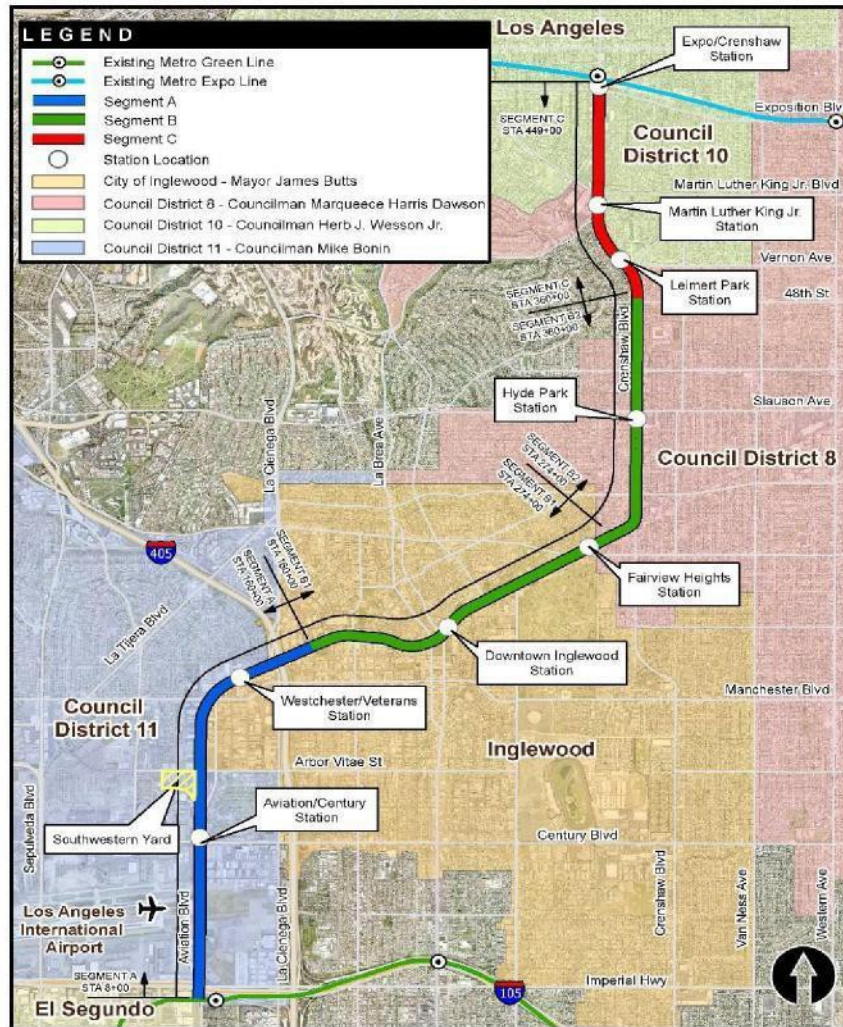 LEGEND
Existing Metro Green Line
Existing Metro Expo Line
Segment A
Segment B
Segment C
Station Location
City of Inglewood - Mayor James Butts
Council District 8 - Councilman Marqueece Harris Dawson
Council District 10 - Councilman Herb J. Wesson Jr.
Council District 11 - Councilman Mike Bonin
Los Angeles
Expo/Crenshaw
Station
Exposition Blv
SEGMENT C
STA 449+00
Council
District 10
Martin Luther King Jr. Blvd
Martin Luther King Jr.
Station
Vernon Ave
Leimert Park
Station
48th St
SEGMENT C
STA 360+00
SEGMENT B2
STA 360+00
Crenshaw Blvd
Hyde Park
Station
Slauson Ave
La Cienega Blvd
La Brea Ave
Council District 8
SEGMENT B2
STA 274+00
SEGMENT B1
STA 274+00
405
SEGMENT B1
STA 160+00
SEGMENT A
STA 160+00
Fairview Heights
Station
La Tijera Blvd
Downtown Inglewood
Station
Council
District 11
Westchester/Veterans
Station
Manchester Blvd
Inglewood
Arbor Vitae St
Southwestern Yard
Aviation/Century
Station
Century Blvd
Sepulveda Blvd
Aviation Blvd
La Cienega Blvd
Crenshaw Blvd
Van Ness Ave
Western Ave
Los Angeles
International
Airport
SEGMENT A
STA 8+00
El Segundo
105
Imperial Hwy